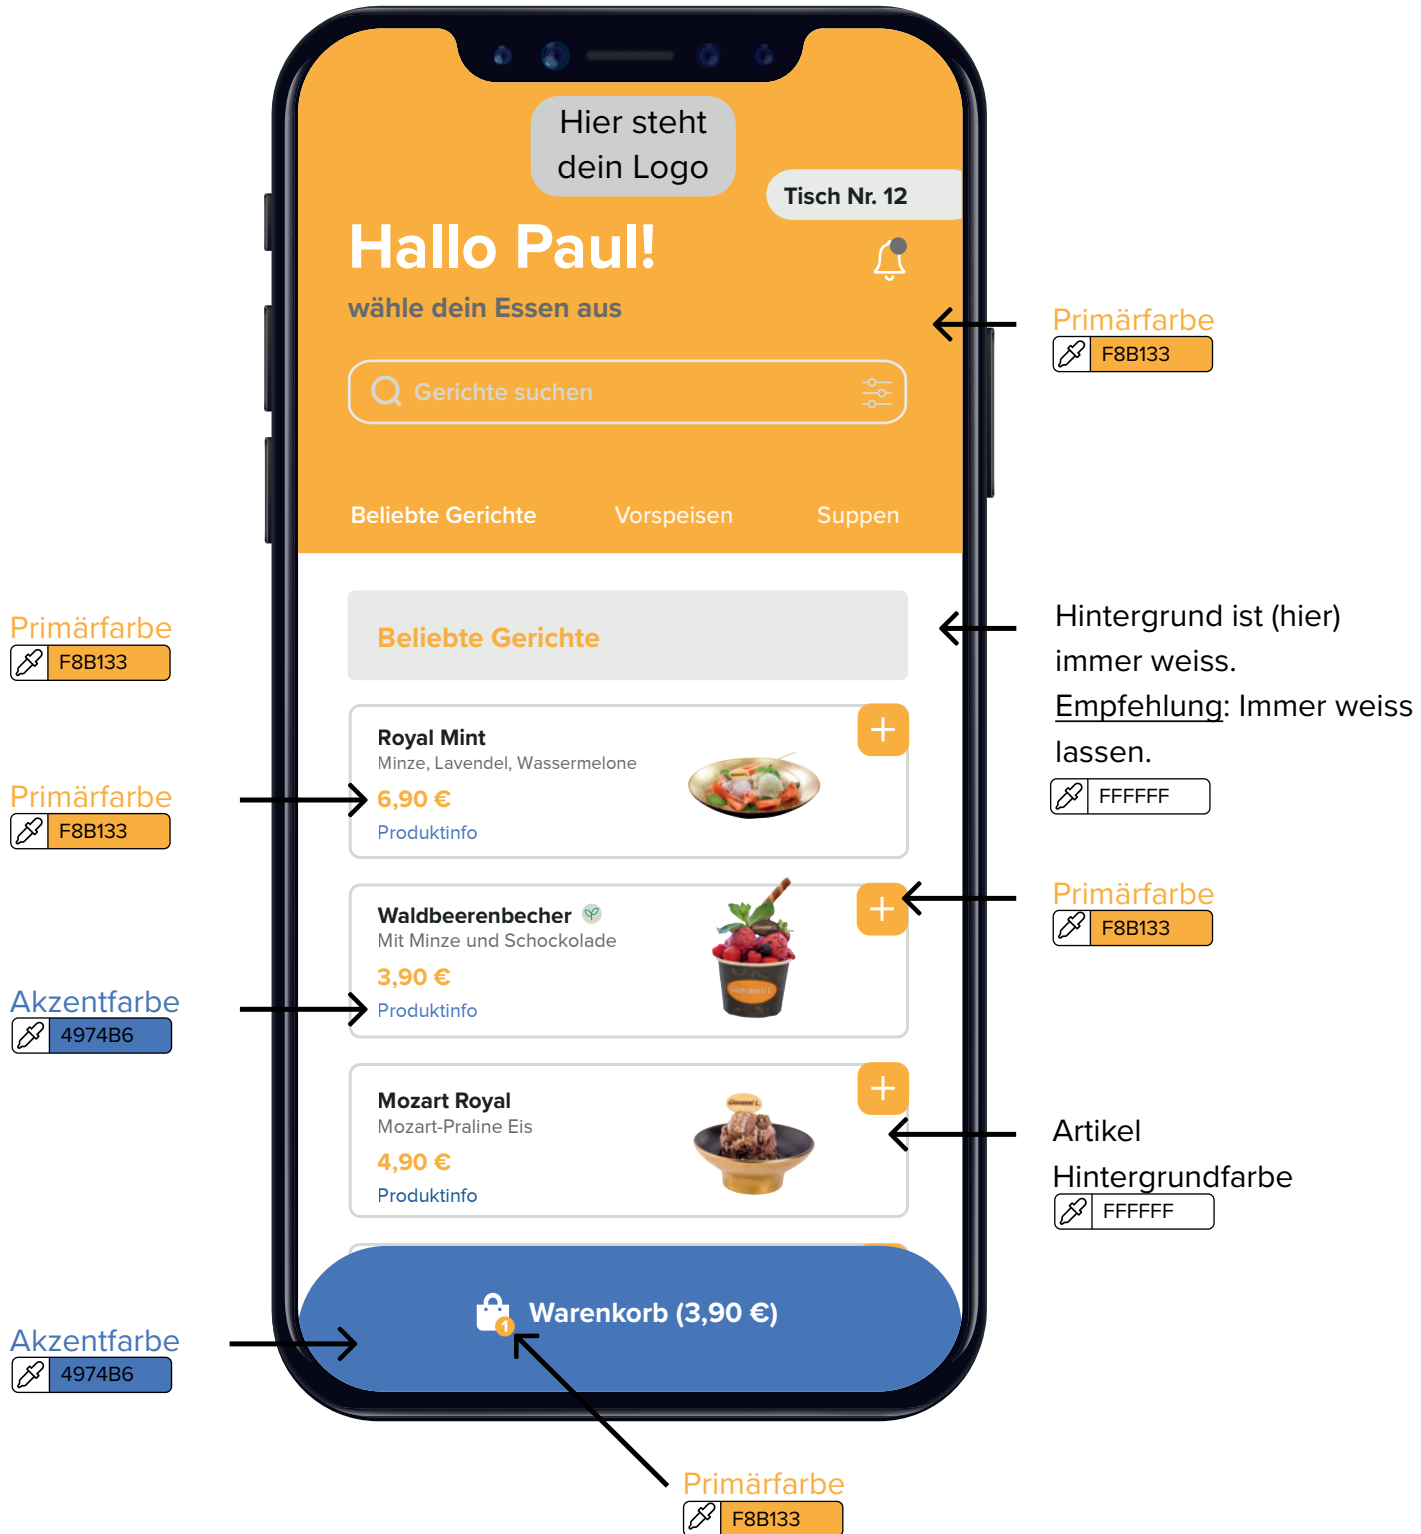 Hier steht
dein Logo
Tisch Nr. 12
Hallo Paul!
wähle dein Essen aus
Primärfarbe
F8B133
Gerichte suchen
Beliebte Gerichte
Vorspeisen
Suppen
Primärfarbe
F8B133
Beliebte Gerichte
Hintergrund ist (hier)
immer weiss.
Empfehlung: Immer weiss
lassen.
FFFFFF
Primärfarbe
F8B133
Royal Mint
Minze, Lavendel, Wassermelone
6,90 €
Produktinfo
Primärfarbe
F8B133
Waldbeerenbecher
Mit Minze und Schockolade
3,90 €
Produktinfo
Giovanni L.
Akzentfarbe
4974B6
Mozart Royal
Mozart-Praline Eis
4,90 €
Produktinfo
Giovanni L.
Artikel
Hintergrundfarbe
FFFFFF
Akzentfarbe
4974B6
1
Warenkorb (3,90 €)
Primärfarbe
F8B133